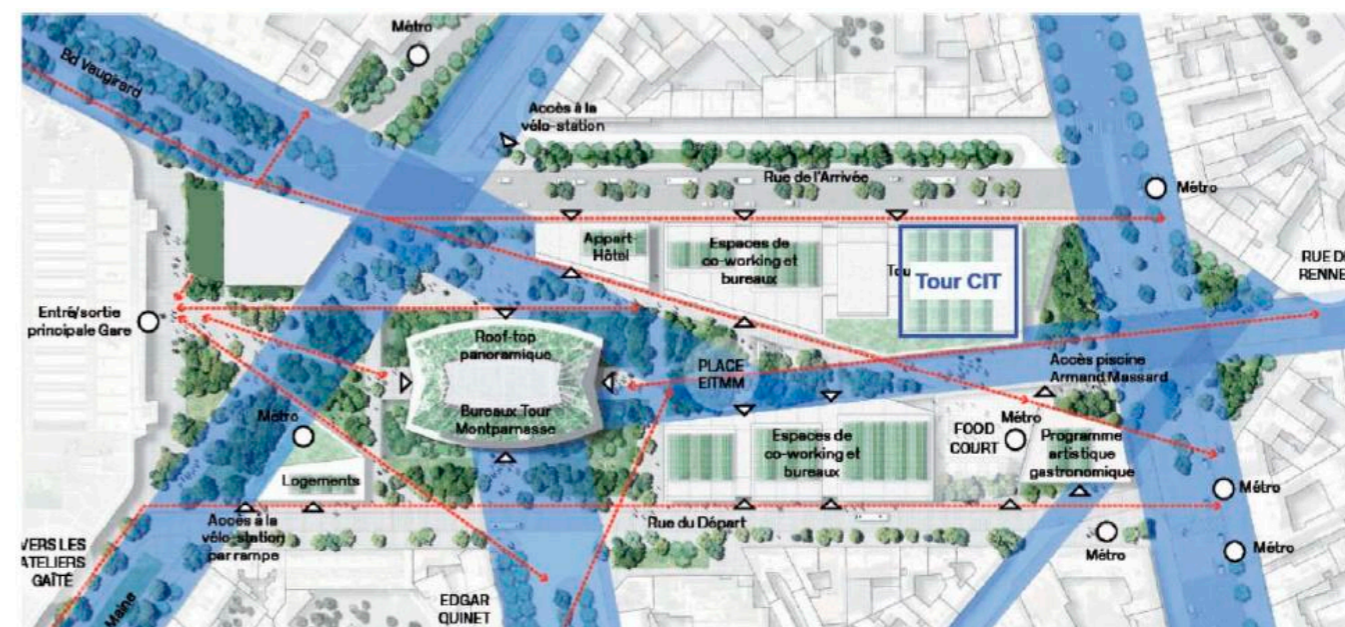 Métro
Bd Vaugirard
Accès à la
vélo-station
Rue de l'Arrivée
Métro
Appart-
Hôtel
Espaces de
co-working et
bureaux
Tou
Tour CIT
RUE DE
RENNE
Entré/sortie
principale Gare
Roof-top
panoramique
PLACE
EITMM
Accès piscine
Armand Massard
Métro
Bureaux Tour
Montparnasse
Espaces de
co-working et
bureaux
FOOD
COURT
Métro
Programme
artistique
gastronomique
Logements
Métro
Accès à la
vélo-station
par rampe
Rue du Départ
Métro
Métro
VERS LES
ATELIERS
GAÎTÉ
Maine
EDGAR
QUINET